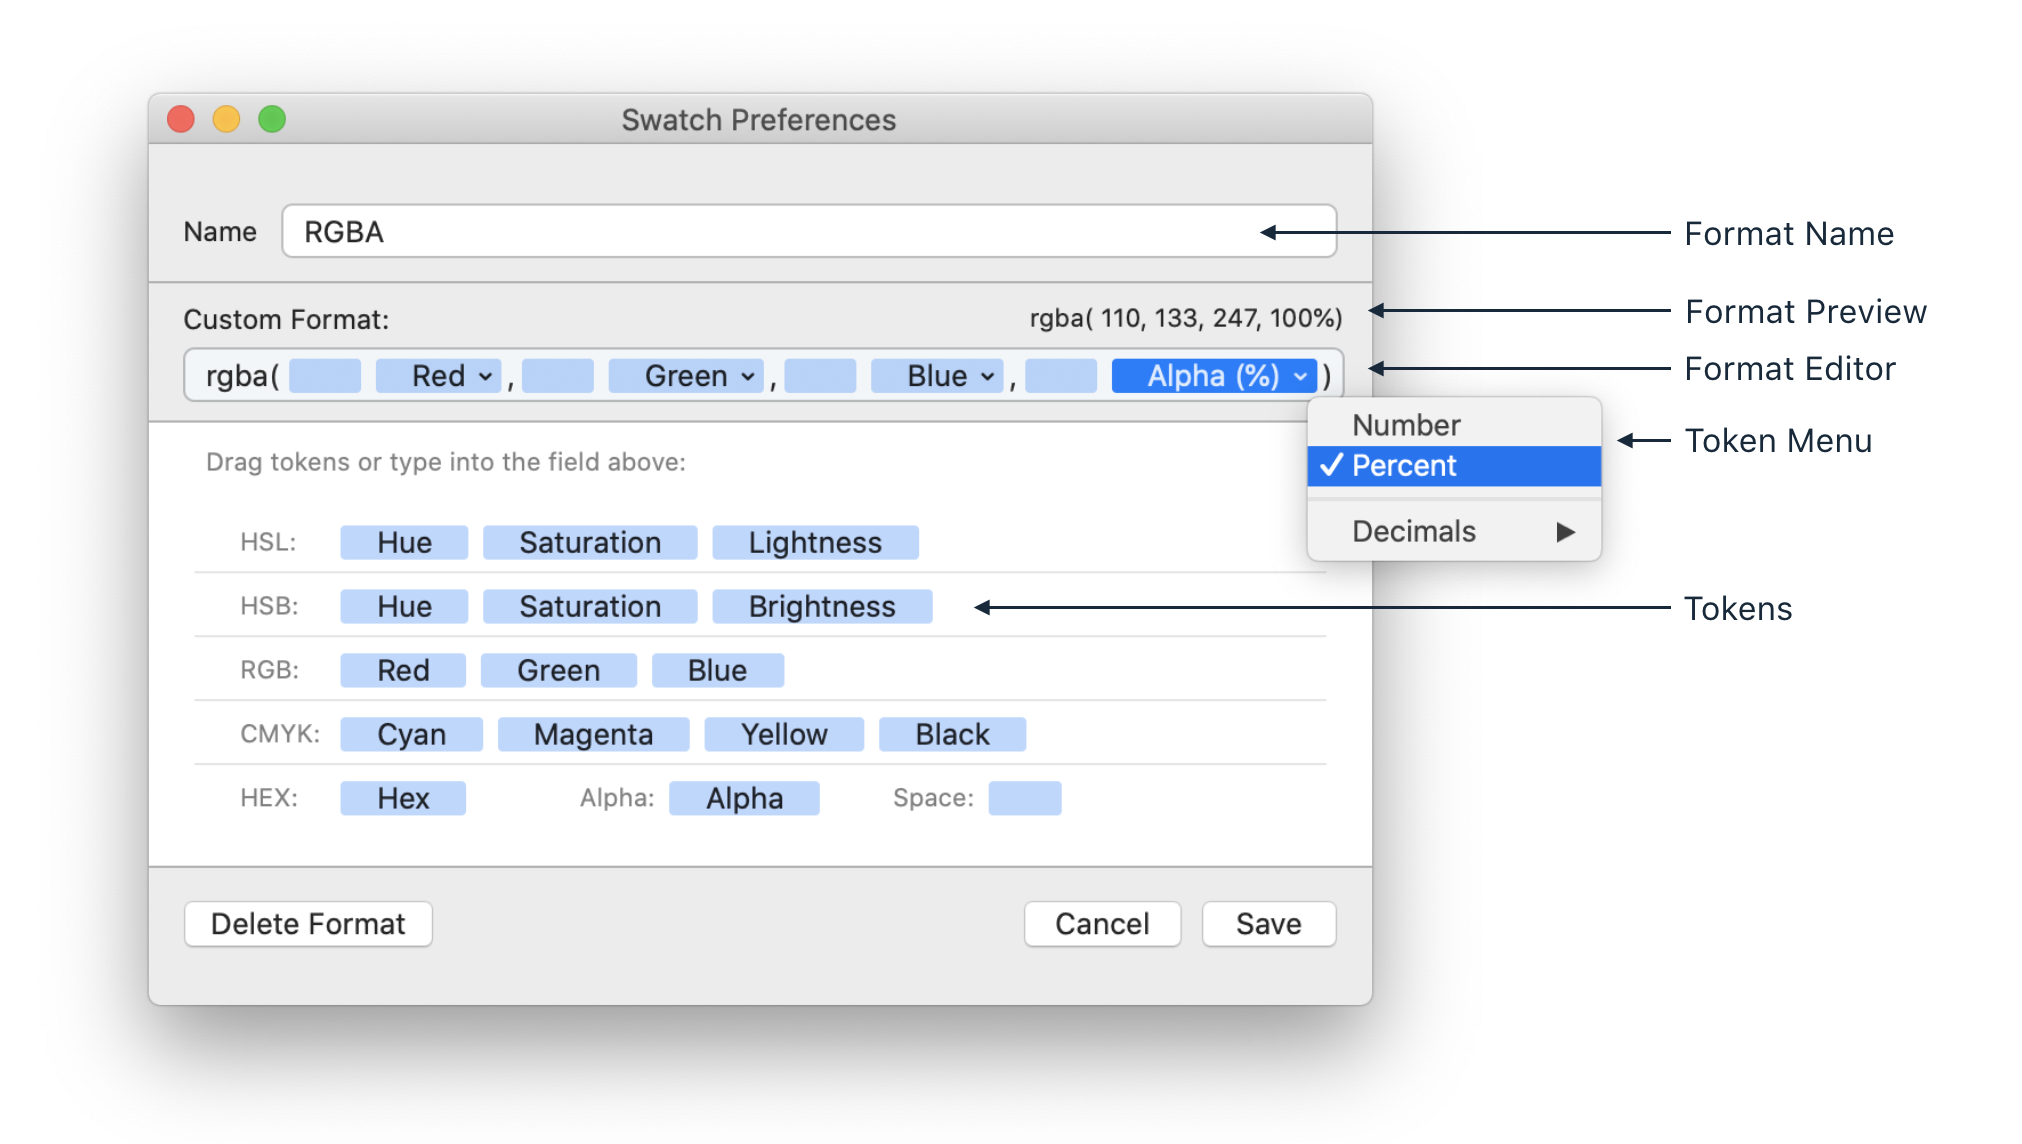 Swatch Preferences
Name RGBA
Format Name
Custom Format: rgba( 110, 133, 247, 100%)
Format Preview
rgba( Red , Green , Blue , Alpha (%) )
Format Editor
Number
Token Menu
✓ Percent
Drag tokens or type into the field above:
Decimals
HSL: Hue Saturation Lightness
HSB: Hue Saturation Brightness
Tokens
RGB: Red Green Blue
CMYK: Cyan Magenta Yellow Black
HEX: Hex Alpha: Alpha Space:
Delete Format Cancel Save